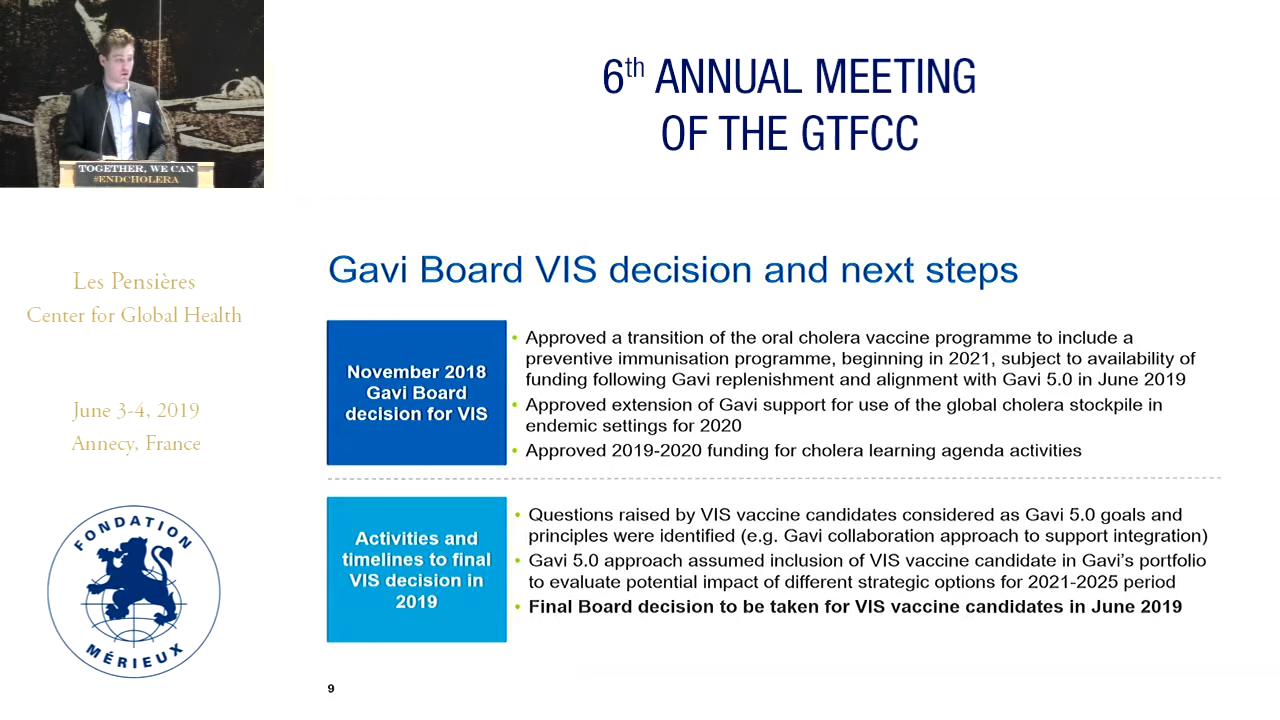 6th ANNUAL MEETING
OF THE GTFCC
TOGETHER, WE CAN
#ENDCHOLERA
Les Pensières
Center for Global Health
June 3-4, 2019
Annecy, France
FONDATION
MÉRIEUX
Gavi Board VIS decision and next steps
November 2018
Gavi Board
decision for VIS
• Approved a transition of the oral cholera vaccine programme to include a
preventive immunisation programme, beginning in 2021, subject to availability of
funding following Gavi replenishment and alignment with Gavi 5.0 in June 2019
• Approved extension of Gavi support for use of the global cholera stockpile in
endemic settings for 2020
• Approved 2019-2020 funding for cholera learning agenda activities
Activities and
timelines to final
VIS decision in
2019
• Questions raised by VIS vaccine candidates considered as Gavi 5.0 goals and
principles were identified (e.g. Gavi collaboration approach to support integration)
• Gavi 5.0 approach assumed inclusion of VIS vaccine candidate in Gavi's portfolio
to evaluate potential impact of different strategic options for 2021-2025 period
• Final Board decision to be taken for VIS vaccine candidates in June 2019
9